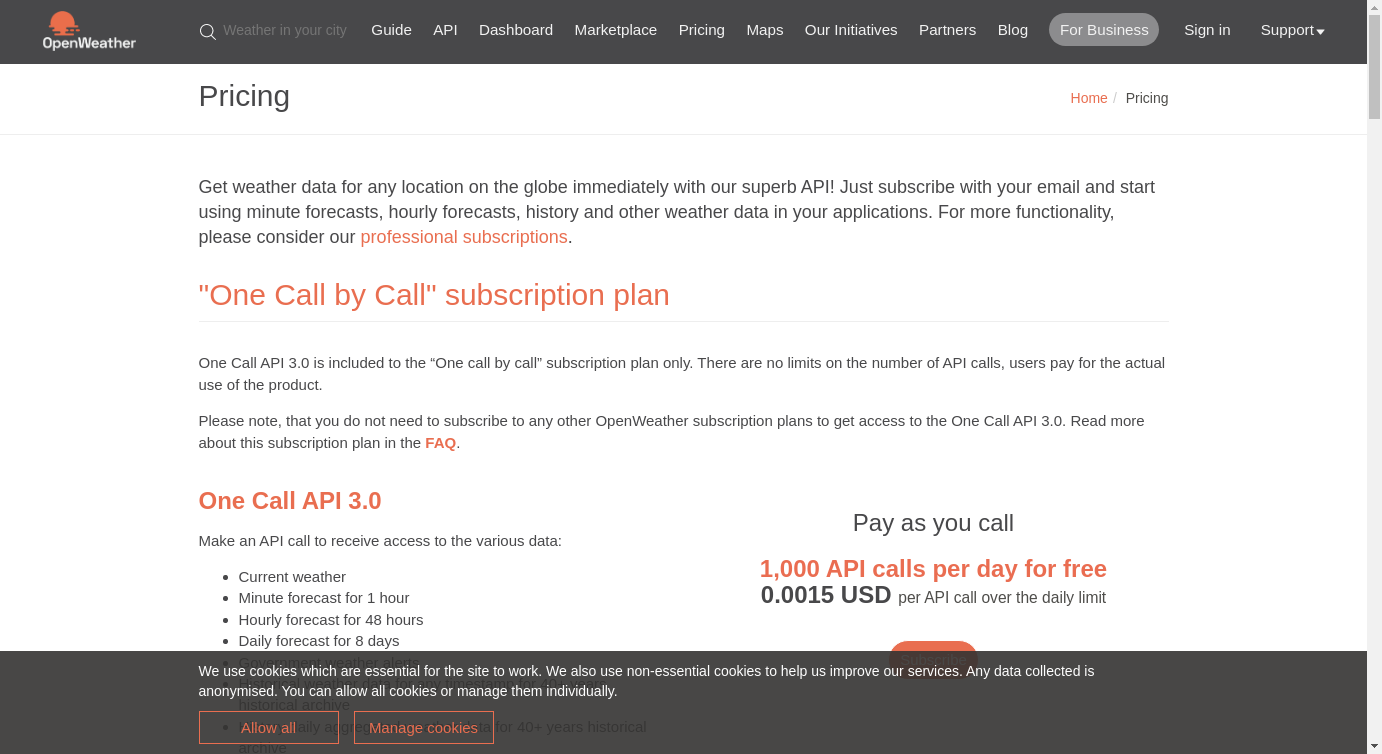 OpenWeather
Weather in your city
Guide API Dashboard Marketplace Pricing Maps Our Initiatives Partners Blog For Business Sign in Support
Pricing
Home / Pricing
Get weather data for any location on the globe immediately with our superb API! Just subscribe with your email and start
using minute forecasts, hourly forecasts, history and other weather data in your applications. For more functionality,
please consider our professional subscriptions.
"One Call by Call" subscription plan
One Call API 3.0 is included to the “One call by call” subscription plan only. There are no limits on the number of API calls, users pay for the actual
use of the product.
Please note, that you do not need to subscribe to any other OpenWeather subscription plans to get access to the One Call API 3.0. Read more
about this subscription plan in the FAQ.
One Call API 3.0
Make an API call to receive access to the various data:
Current weather
Minute forecast for 1 hour
Hourly forecast for 48 hours
Daily forecast for 8 days
Government weather alerts
Historical weather data for any timestamp for 40+ years
historical archive
for 40+ years historical
archive
Pay as you call
1,000 API calls per day for free
0.0015 USD per API call over the daily limit
Subscribe
We use cookies which are essential for the site to work. We also use non-essential cookies to help us improve our services. Any data collected is
anonymised. You can allow all cookies or manage them individually.
Allow all
Manage cookies